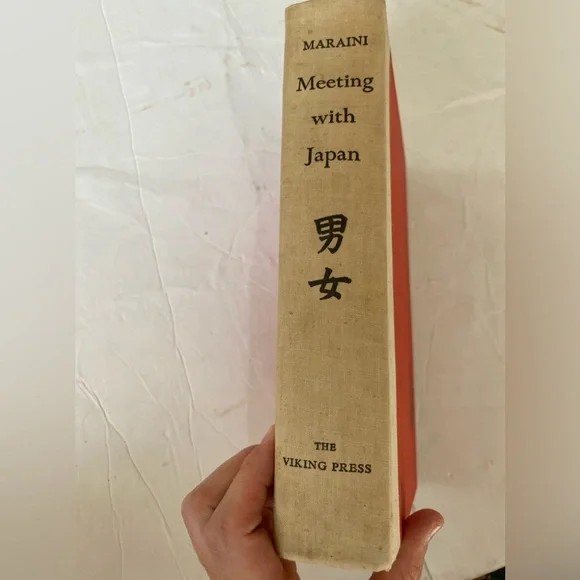 MARAINI
Meeting
with
Japan
男
女
THE
VIKING PRESS